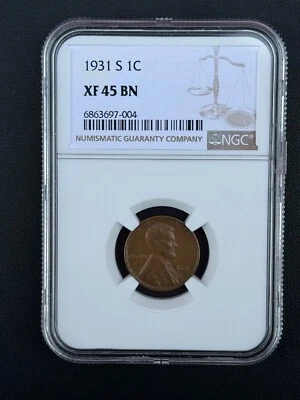 1931 S 1C
XF 45 BN
6863697-004
NUMISMATIC GUARANTY COMPANY
NGC